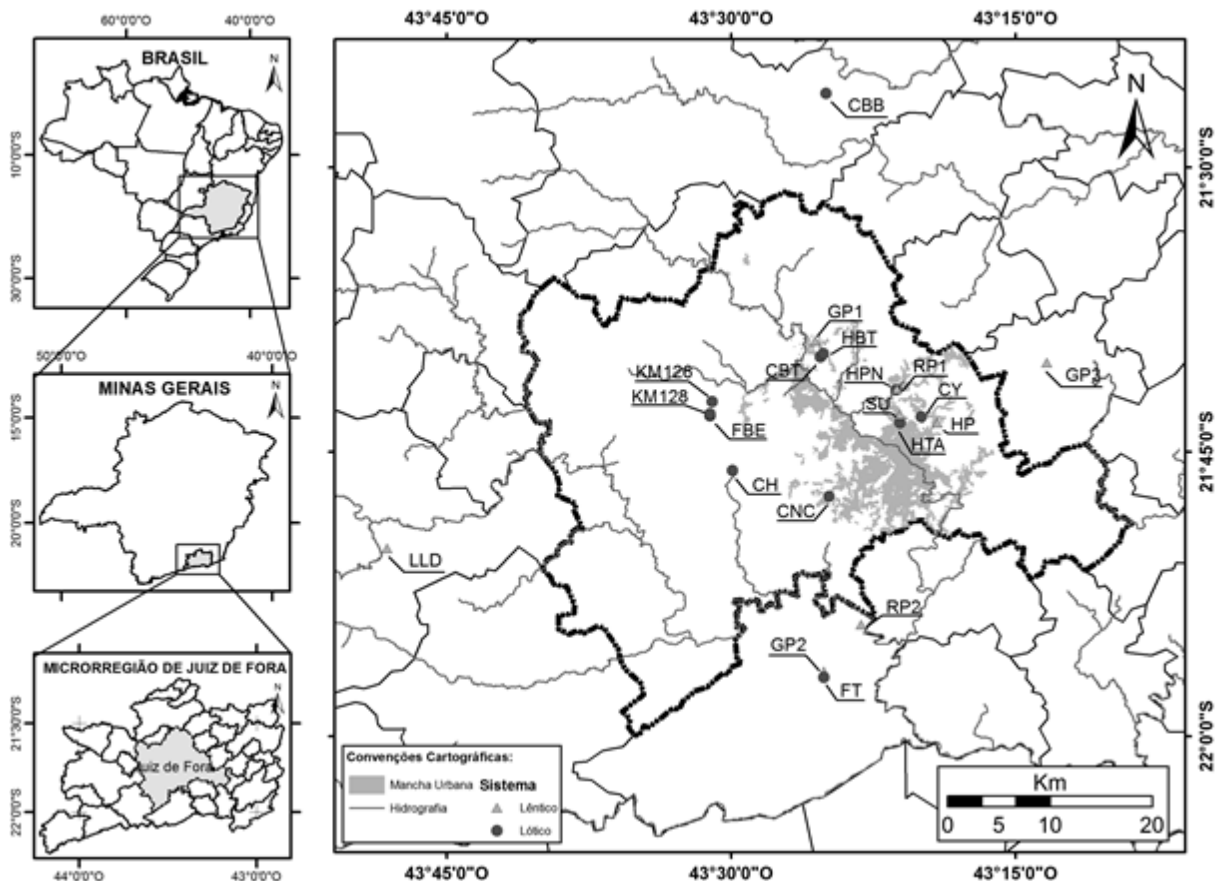 60°0'0"O 40°0'0"O
BRASIL
N
10°0'0"S
30°0'0"S
50°0'0"O 40°0'0"O
MINAS GERAIS
N
15°0'0"S
20°0'0"S
MICRORREGIÃO DE JUIZ DE FORA
N
21°30'0"S
Juiz de Fora
22°0'0"S
44°0'0"O 43°0'0"O
43°45'0"O 43°30'0"O 43°15'0"O
N
CBB
21°30'0"S
GP1
HBT
CBT
HPN
RP1
GP3
KM126
CY
KM128
SU
HP
FBE
HTA
21°45'0"S
CH
CNC
LLD
RP2
GP2
FT
22°0'0"S
Convenções Cartográficas:
Mancha Urbana Sistema
Hidrografia Lêntico
Lótico
Km
0 5 10 20
43°45'0"O 43°30'0"O 43°15'0"O